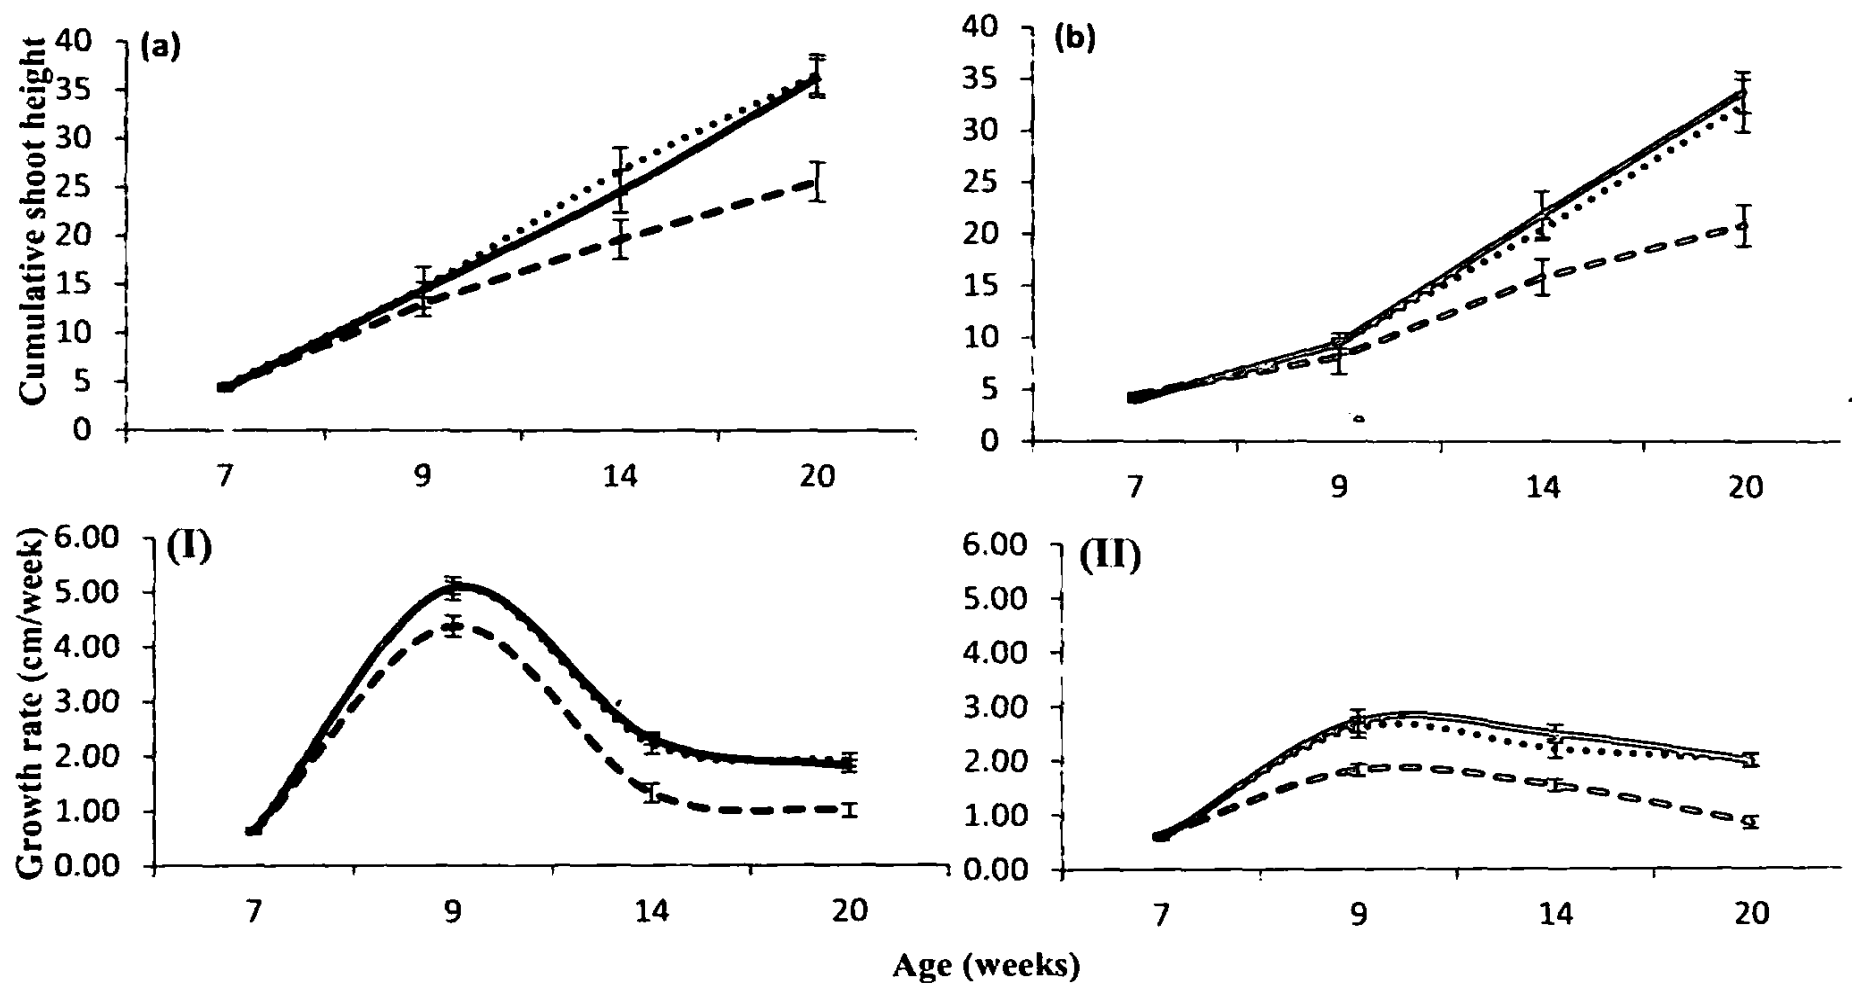 Cumulative shoot height
40
35
30
25
20
15
10
5
0
(a)
7 9 14 20
40
35
30
25
20
15
10
5
0
(b)
7 9 14 20
Growth rate (cm/week)
6.00
5.00
4.00
3.00
2.00
1.00
0.00
(I)
7 9 14 20
6.00
5.00
4.00
3.00
2.00
1.00
0.00
(II)
7 9 14 20
Age (weeks)